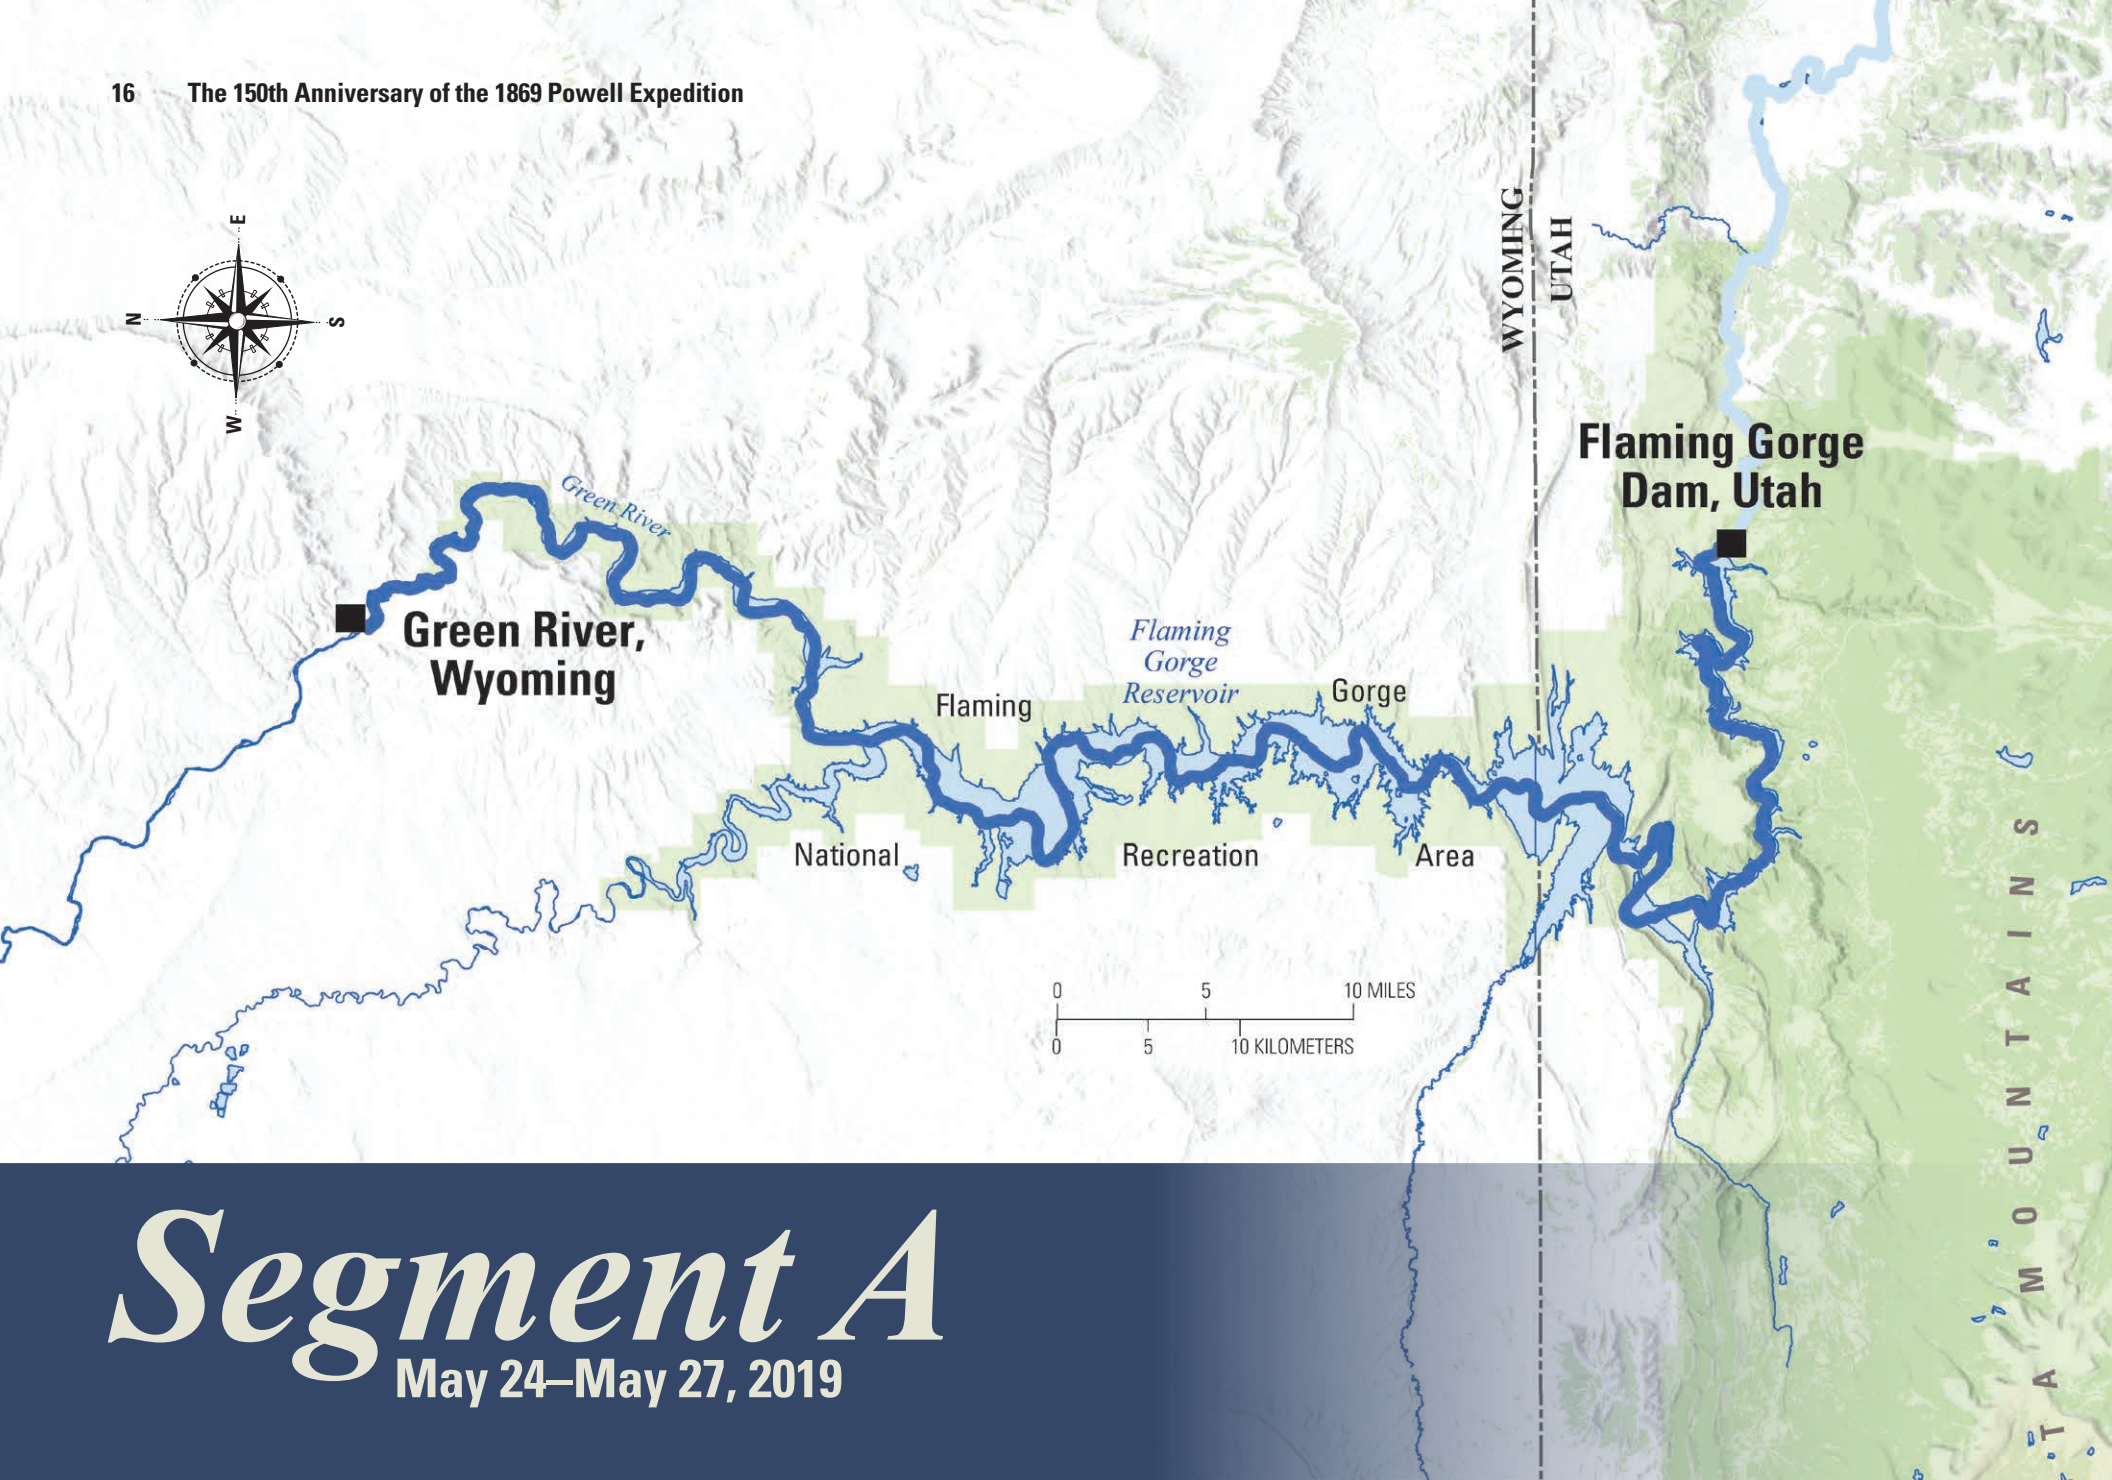 16 The 150th Anniversary of the 1869 Powell Expedition
E
N
S
W
WYOMING
UTAH
Flaming Gorge
Dam, Utah
Green River
Green River,
Wyoming
Flaming
Gorge
Reservoir
Flaming
Gorge
National
Recreation
Area
0 5 10 MILES
0 5 10 KILOMETERS
T A M O U N T A I N S
Segment A
May 24–May 27, 2019